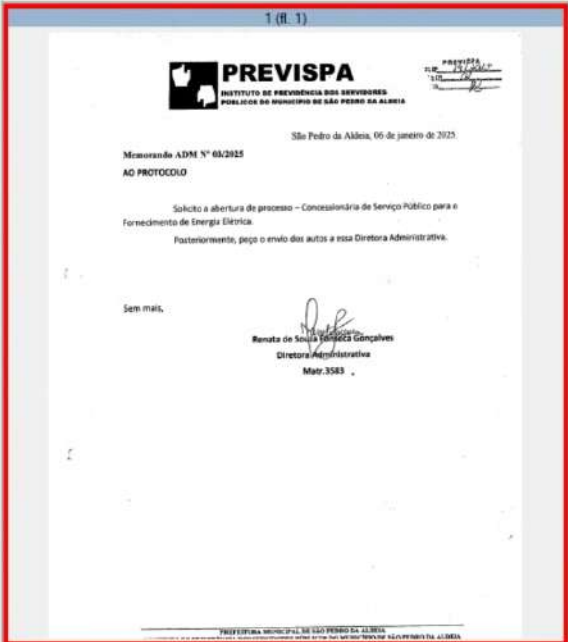 1 (fl. 1)
PREVISPA
INSTITUTO DE PREVIDÊNCIA DOS SERVIDORES
PÚBLICOS DO MUNICÍPIO DE SÃO PEDRO DA ALDEIA
PREVISPA
São Pedro da Aldeia, 06 de janeiro de 2025.
Memorando ADM Nº 03/2025
AO PROTOCOLO
Solicito a abertura de processo – Concessionária de Serviço Público para o
Fornecimento de Energia Elétrica.
Posteriormente, peço o envio dos autos a essa Diretora Administrativa.
Sem mais,
Renata de Souza Fonseca Gonçalves
Diretora Administrativa
Matr.3583
PREFEITURA MUNICIPAL DE SÃO PEDRO DA ALDEIA